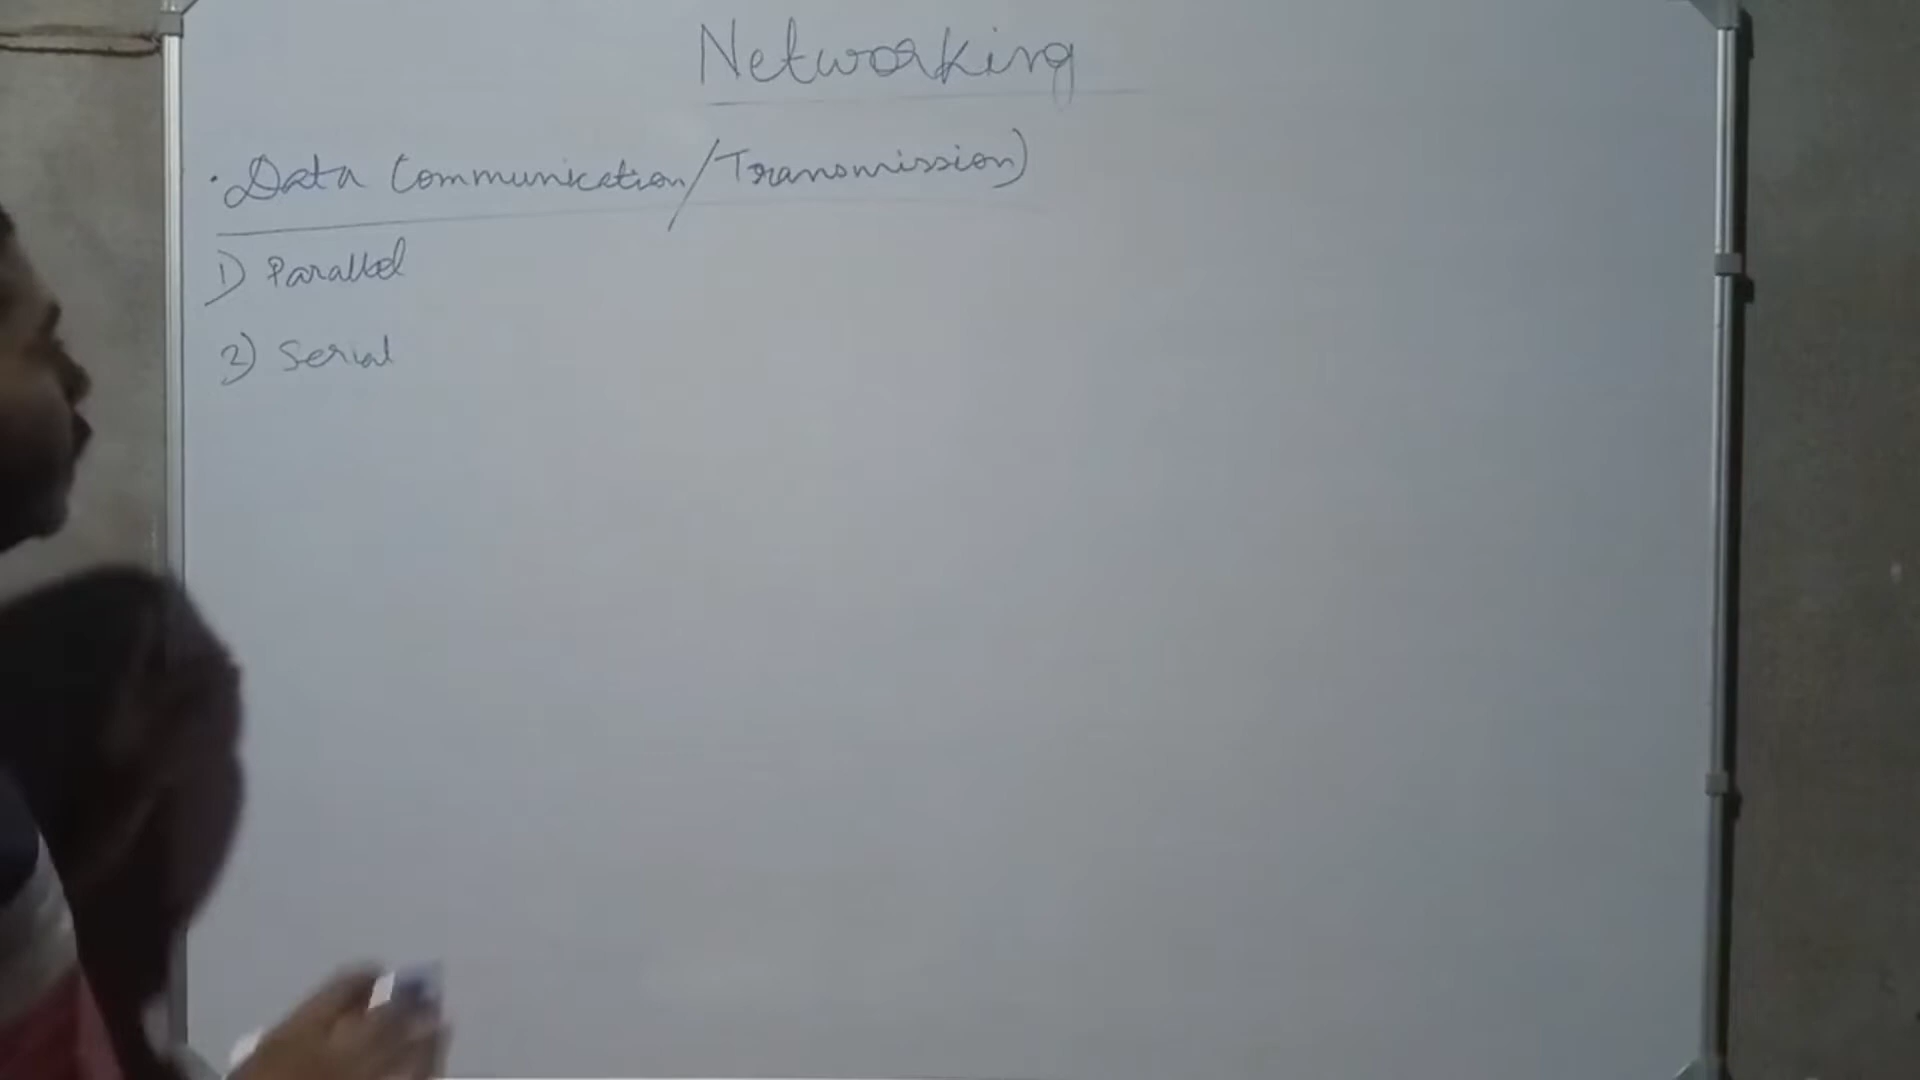 Networking
· Data Communication/Transmission)
1) Parallel
2) Serial